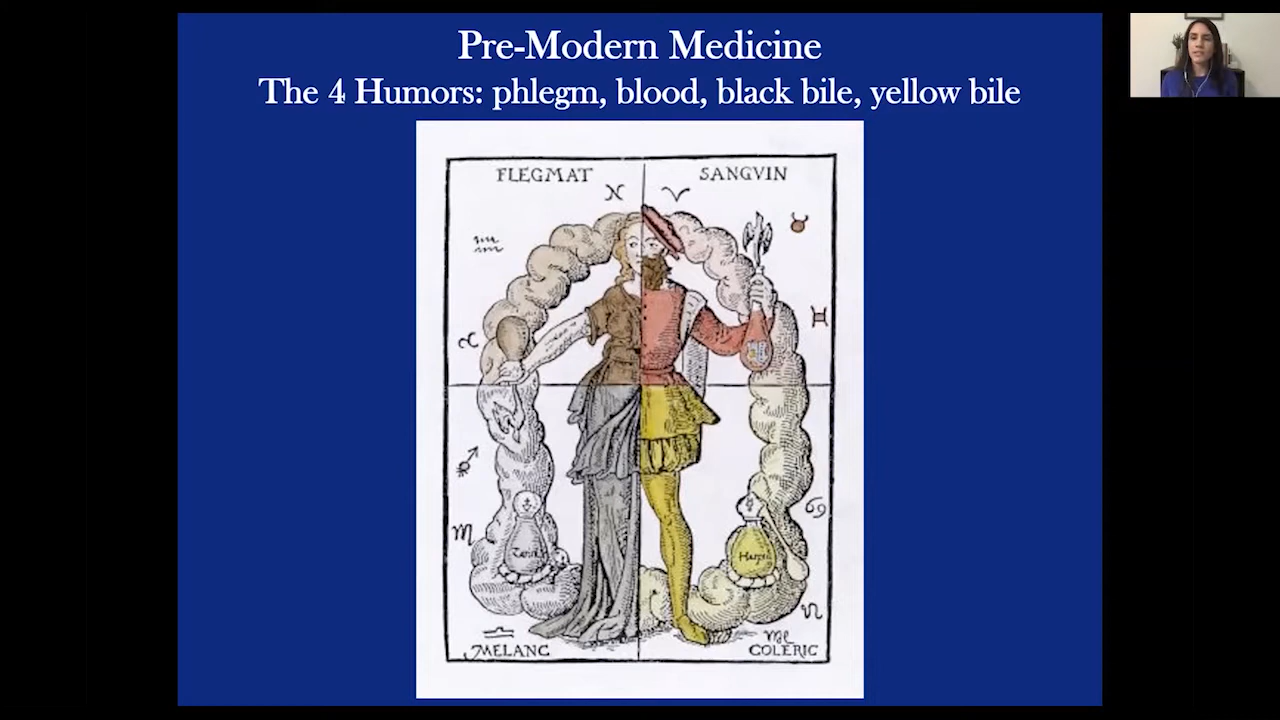 Pre-Modern Medicine
The 4 Humors: phlegm, blood, black bile, yellow bile
FLEGMAT
SANGVIN
MELANC
COLERIC